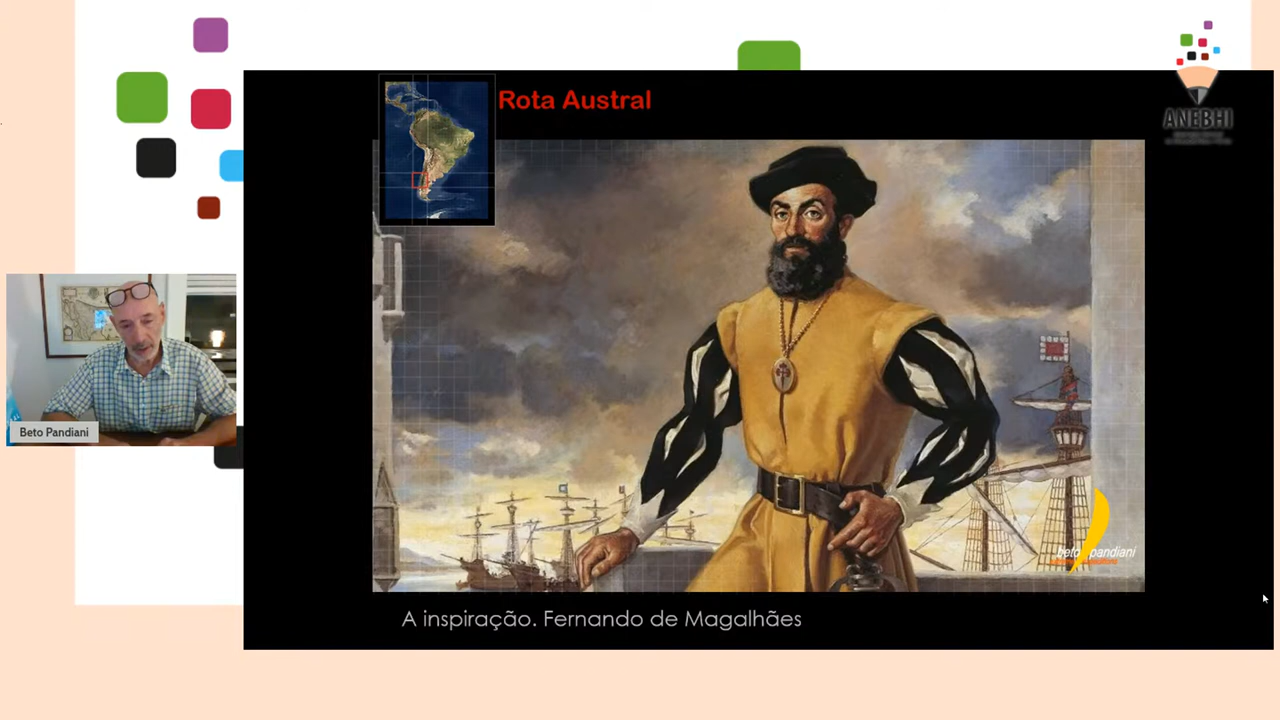 Rota Austral
ANEBHI
Beto Pandiani
beto pandiani
A inspiração. Fernando de Magalhães